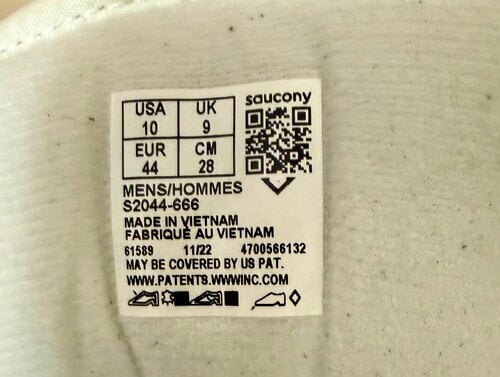 saucony
USA UK
10 9
EUR CM
44 28
MENS/HOMMES
S2044-666
MADE IN VIETNAM
FABRIQUÉ AU VIETNAM
61589 11/22 4700566132
MAY BE COVERED BY US PAT.
WWW.PATENTS.WWWINC.COM